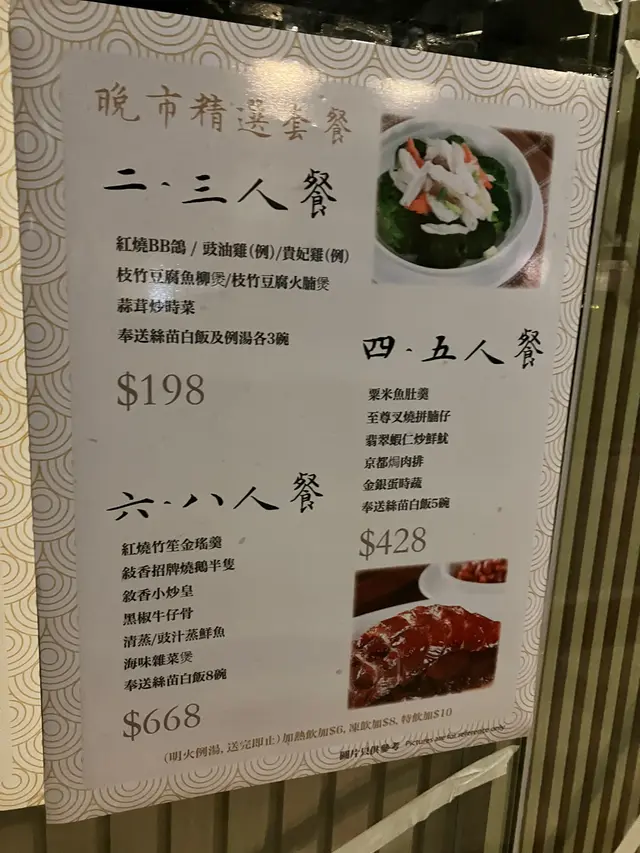 晚市精選套餐
二·三人餐
紅燒BB鴿 / 豉油雞(例)/貴妃雞(例)
枝竹豆腐魚柳煲/枝竹豆腐火腩煲
蒜茸炒時菜
奉送絲苗白飯及例湯各3碗
$198
四·五人餐
粟米魚肚羹
至尊叉燒拼腩仔
翡翠蝦仁炒鮮魷
京都焗肉排
金銀蛋時蔬
奉送絲苗白飯5碗
$428
六·八人餐
紅燒竹笙金瑤羹
敍香招牌燒鵝半隻
敘香小炒皇
黑椒牛仔骨
清蒸/豉汁蒸鮮魚
海味雜菜煲
奉送絲苗白飯8碗
$668
(明火例湯, 送完即止)加熱飲加$6, 凍飲加$8, 特飲加$10
圖片只供參考 Pictures are for reference only